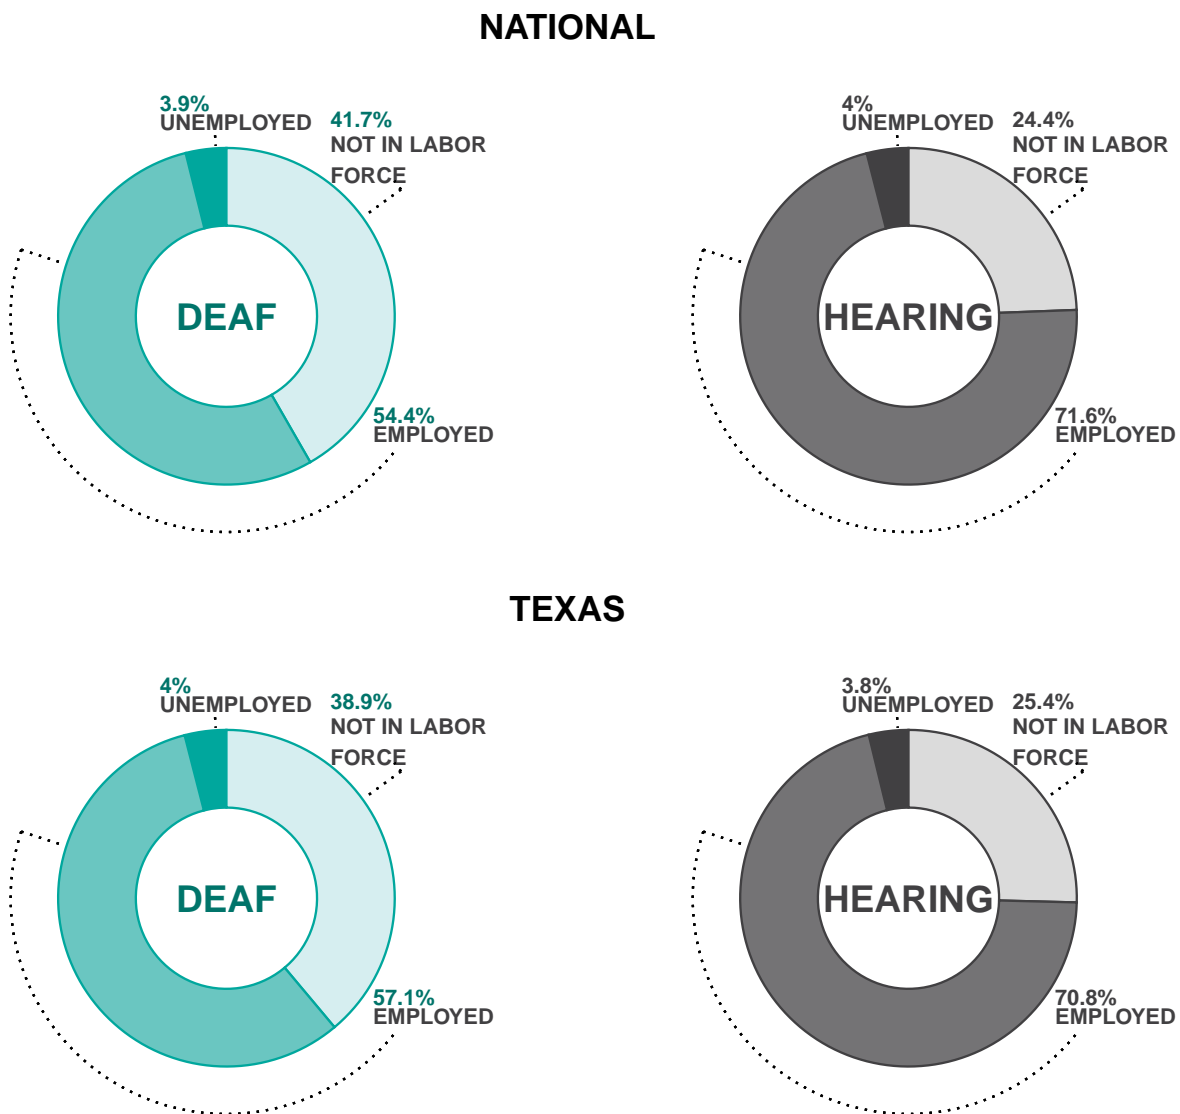 NATIONAL
3.9%
UNEMPLOYED
41.7%
NOT IN LABOR
FORCE
DEAF
54.4%
EMPLOYED
4%
UNEMPLOYED
24.4%
NOT IN LABOR
FORCE
HEARING
71.6%
EMPLOYED
TEXAS
4%
UNEMPLOYED
38.9%
NOT IN LABOR
FORCE
DEAF
57.1%
EMPLOYED
3.8%
UNEMPLOYED
25.4%
NOT IN LABOR
FORCE
HEARING
70.8%
EMPLOYED